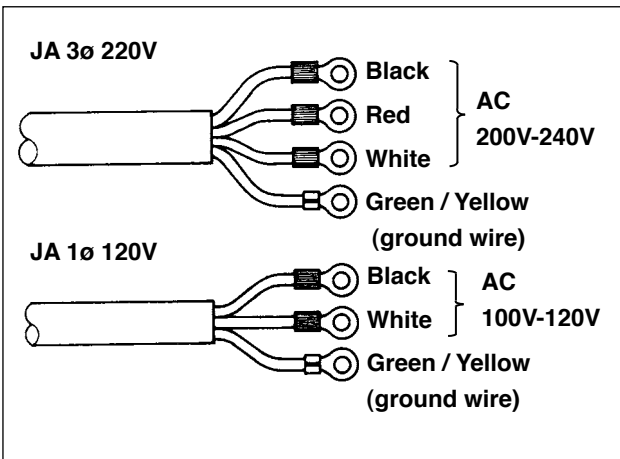 JA 3ø 220V
Black
Red
White
AC
200V-240V
Green / Yellow
(ground wire)
JA 1ø 120V
Black
White
AC
100V-120V
Green / Yellow
(ground wire)